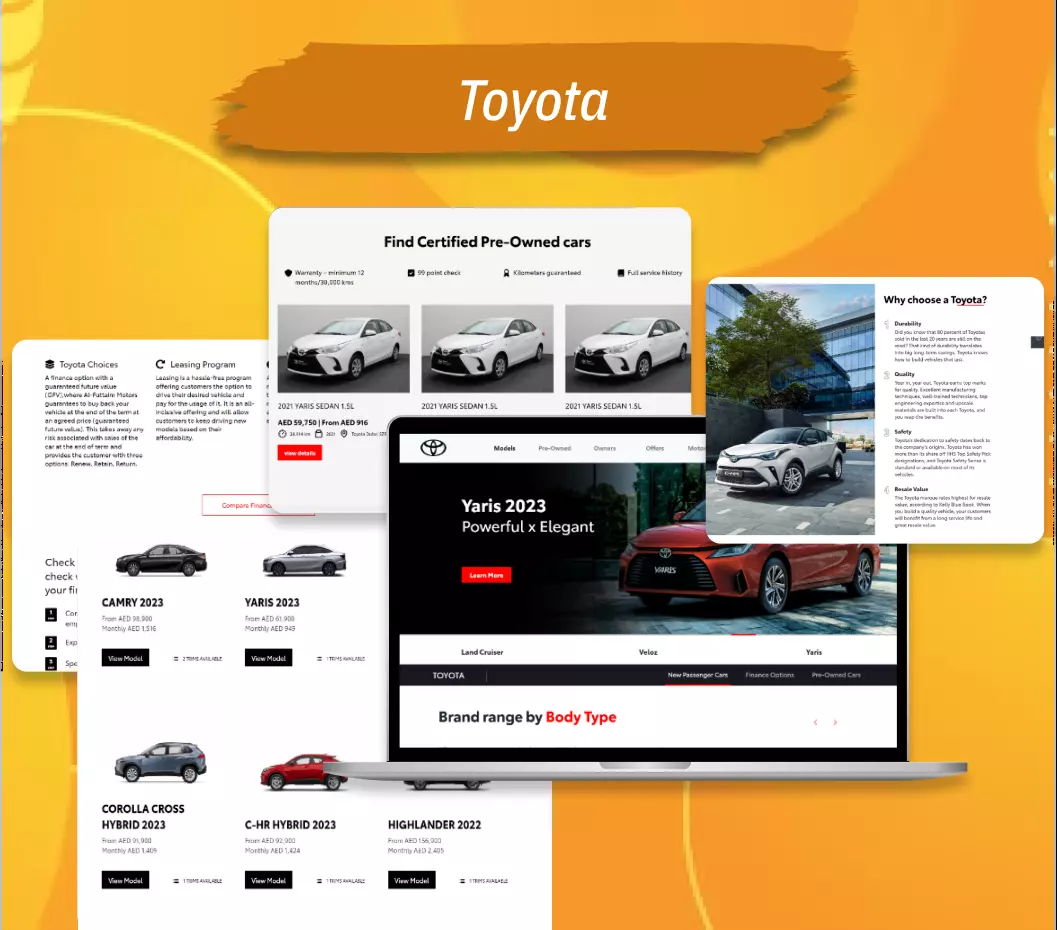 Toyota
Find Certified Pre-Owned cars
Warranty – minimum 12
months/30,000 kms
99 point check
Kilometers guaranteed
Full service history
2021 YARIS SEDAN 1.5L
2021 YARIS SEDAN 1.5L
2021 YARIS SEDAN 1.5L
AED 59,750 | From AED 916
2021
Toyota Dubai,
view details
Why choose a Toyota?
Durability
Did you know that 80 percent of Toyotas
sold in the last 20 years are still on the
road? That kind of durability translates
into big long-term savings. Toyota knows
how to build vehicles that last.
Quality
Year in, year out, Toyota earns top marks
for quality. Excellent manufacturing
techniques, well-trained technicians, top
engineering expertise and upscale
materials are built into each Toyota, and
you reap the benefits.
Safety
Toyota's dedication to safety dates back to
the company's origins. Toyota has won
more than its share off IIHS Top Safety Pick
designations, and Toyota Safety Sense is
standard or available on most of its
vehicles.
Resale Value
The Toyota marque rates highest for resale
value, according to Kelly Blue Book. When
you build a quality vehicle, your customers
will benefit from a long service life and
great resale value.
Toyota Choices
A finance option with a
guaranteed future value
(GFV),where Al-Futtaim Motors
guarantees to buy back your
vehicle at the end of the term at
an agreed price (guaranteed
future value). This takes away any
risk associated with sales of the
car at the end of term and
provides the customer with three
options. Renew, Retain, Return.
Leasing Program
Leasing is a hassle-free program
offering customers the option to
drive their desired vehicle and
pay for the usage of it. It is an all-
inclusive offering and will allow
customers to keep driving new
models based on their
affordability.
Compare Financ
Check
check
your fi
1
Cor
emp
2
Exp
3
Spe
Models
Pre-Owned
Owners
Offers
Motor
Yaris 2023
Powerful x Elegant
Learn More
YARIS
Land Cruiser
Veloz
Yaris
TOYOTA
New Passenger Cars
Finance Options
Pre-Owned Cars
Brand range by Body Type
CAMRY 2023
From AED 98,900
Monthly AED 1,516
View Model
2 TRIMS AVAILABLE
YARIS 2023
From AED 61,900
Monthly AED 949
View Model
1 TRIMS AVAILABLE
COROLLA CROSS
HYBRID 2023
From AED 91,900
Monthly AED 1,409
View Model
1 TRIMS AVAILABLE
C-HR HYBRID 2023
From AED 92,900
Monthly AED 1,424
View Model
1 TRIMS AVAILABLE
HIGHLANDER 2022
From AED 156,900
Monthly AED 2,405
View Model
1 TRIMS AVAILABLE